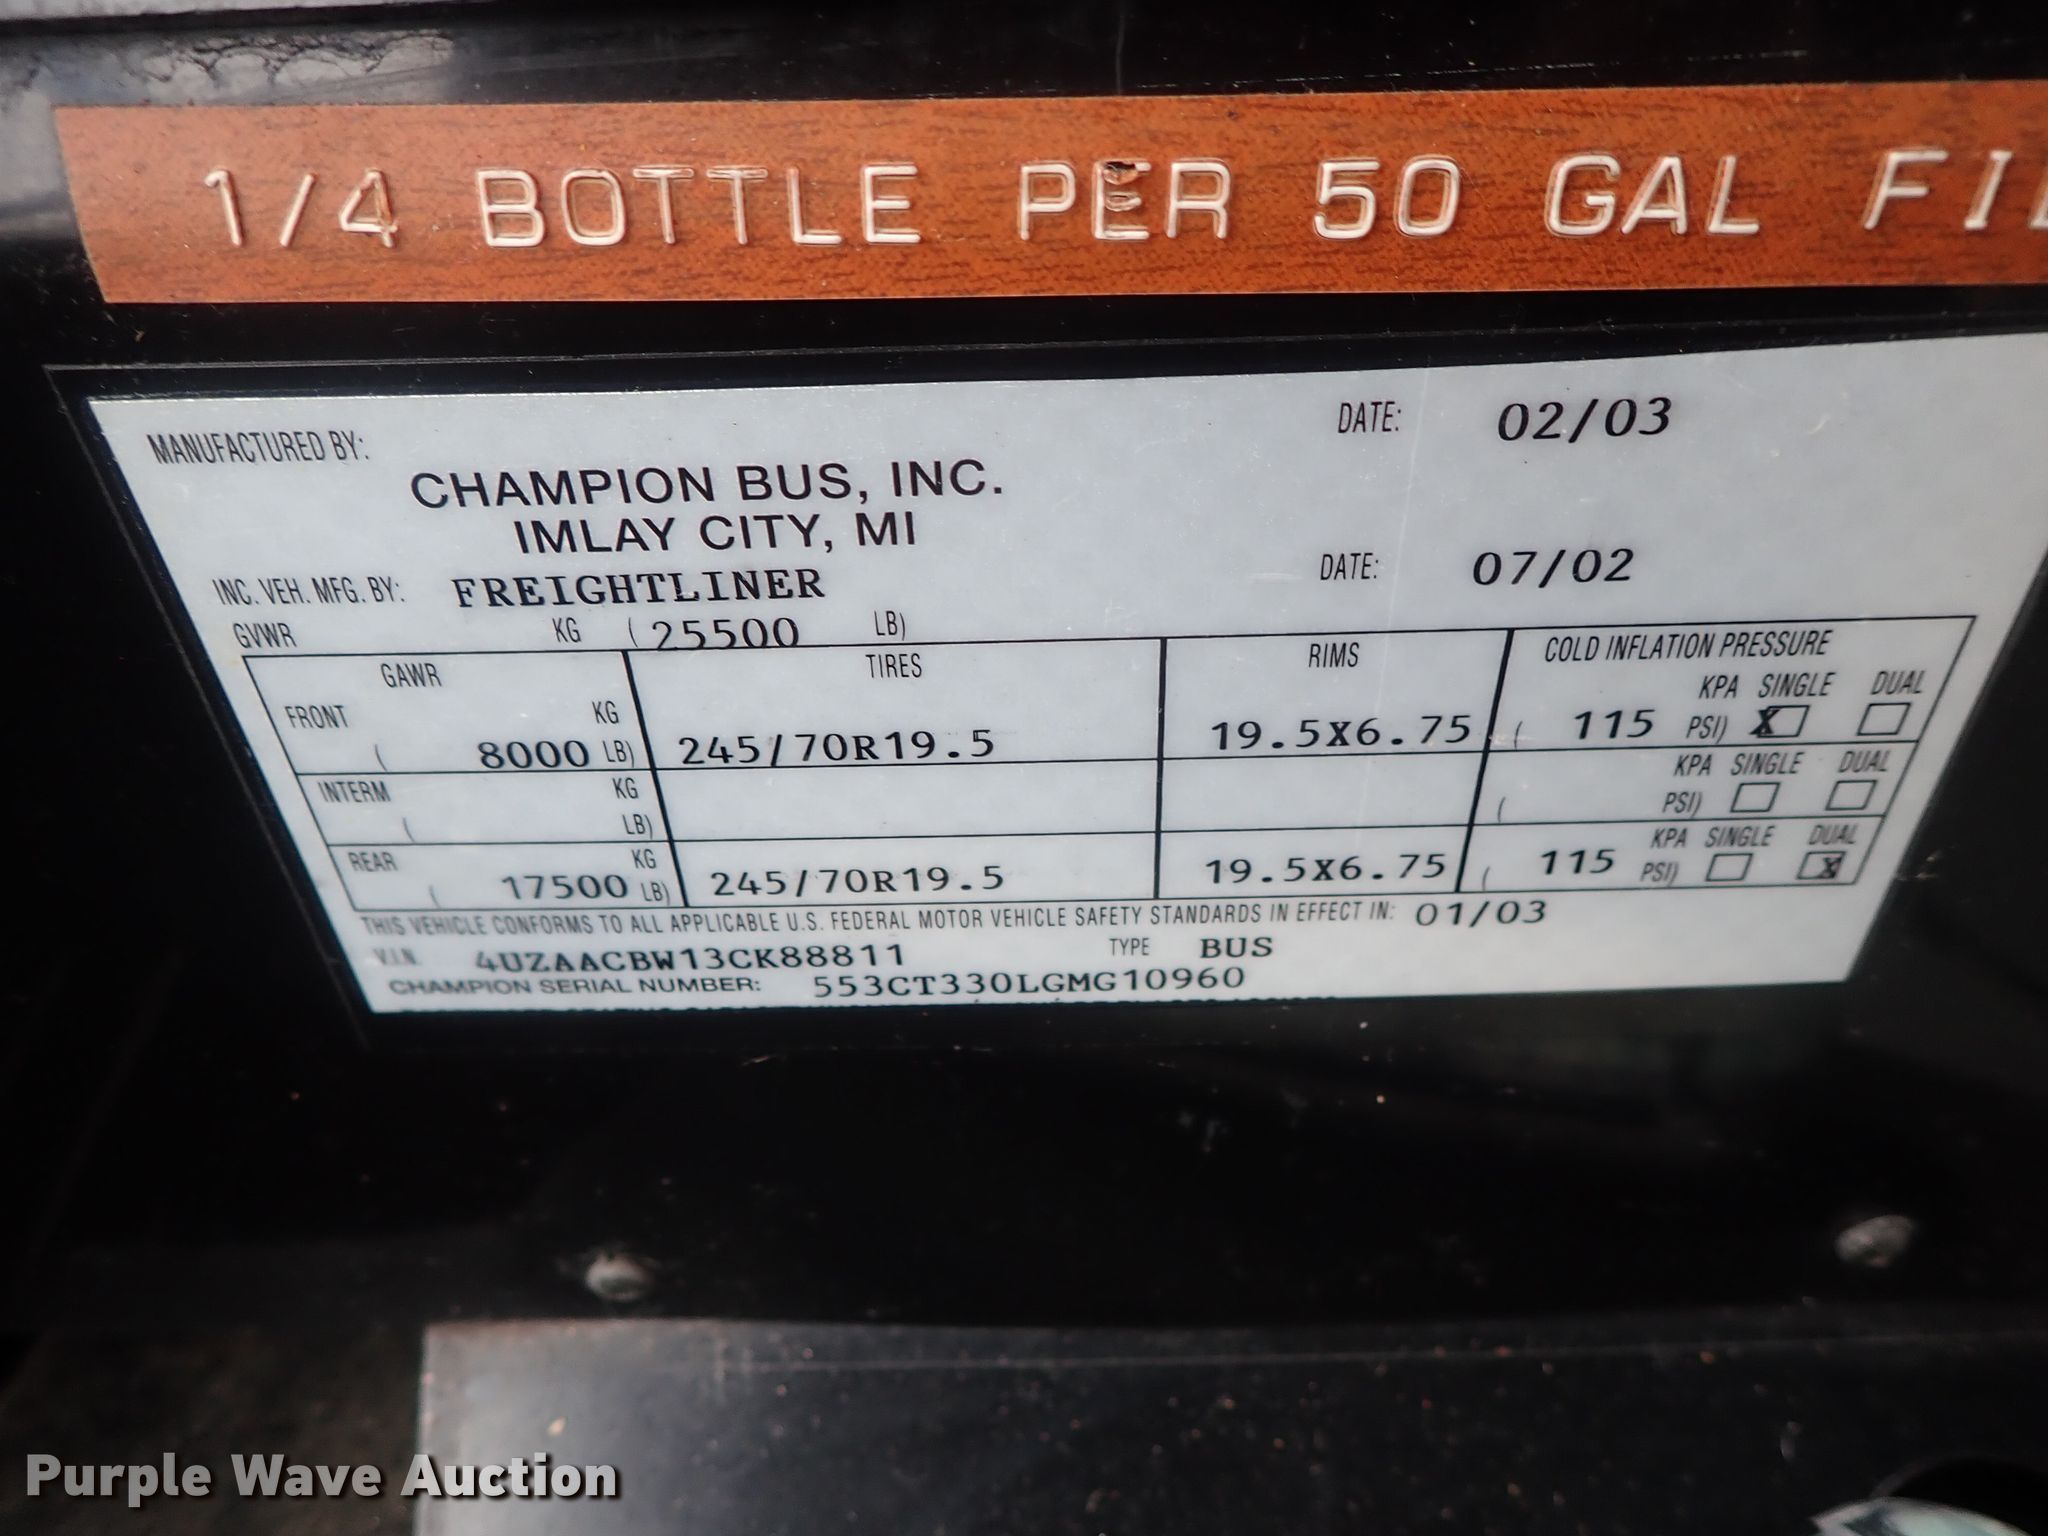 1/4 BOTTLE PER 50 GAL
MANUFACTURED BY: DATE: 02/03
CHAMPION BUS, INC.
IMLAY CITY, MI
INC. VEH. MFG. BY: FREIGHTLINER DATE: 07/02
GVWR KG (25500 LB)
GAWR TIRES RIMS COLD INFLATION PRESSURE
FRONT KG KPA SINGLE DUAL
( 8000 LB) 245/70R19.5 19.5X6.75 ( 115 PSI) X
INTERM KG KPA SINGLE DUAL
( LB) ( PSI)
REAR KG KPA SINGLE DUAL
( 17500 LB) 245/70R19.5 19.5X6.75 ( 115 PSI) X
THIS VEHICLE CONFORMS TO ALL APPLICABLE U.S. FEDERAL MOTOR VEHICLE SAFETY STANDARDS IN EFFECT IN: 01/03
V.I.N. 4UZAACBW13CK88811 TYPE BUS
CHAMPION SERIAL NUMBER: 553CT330LGMG10960
Purple Wave Auction